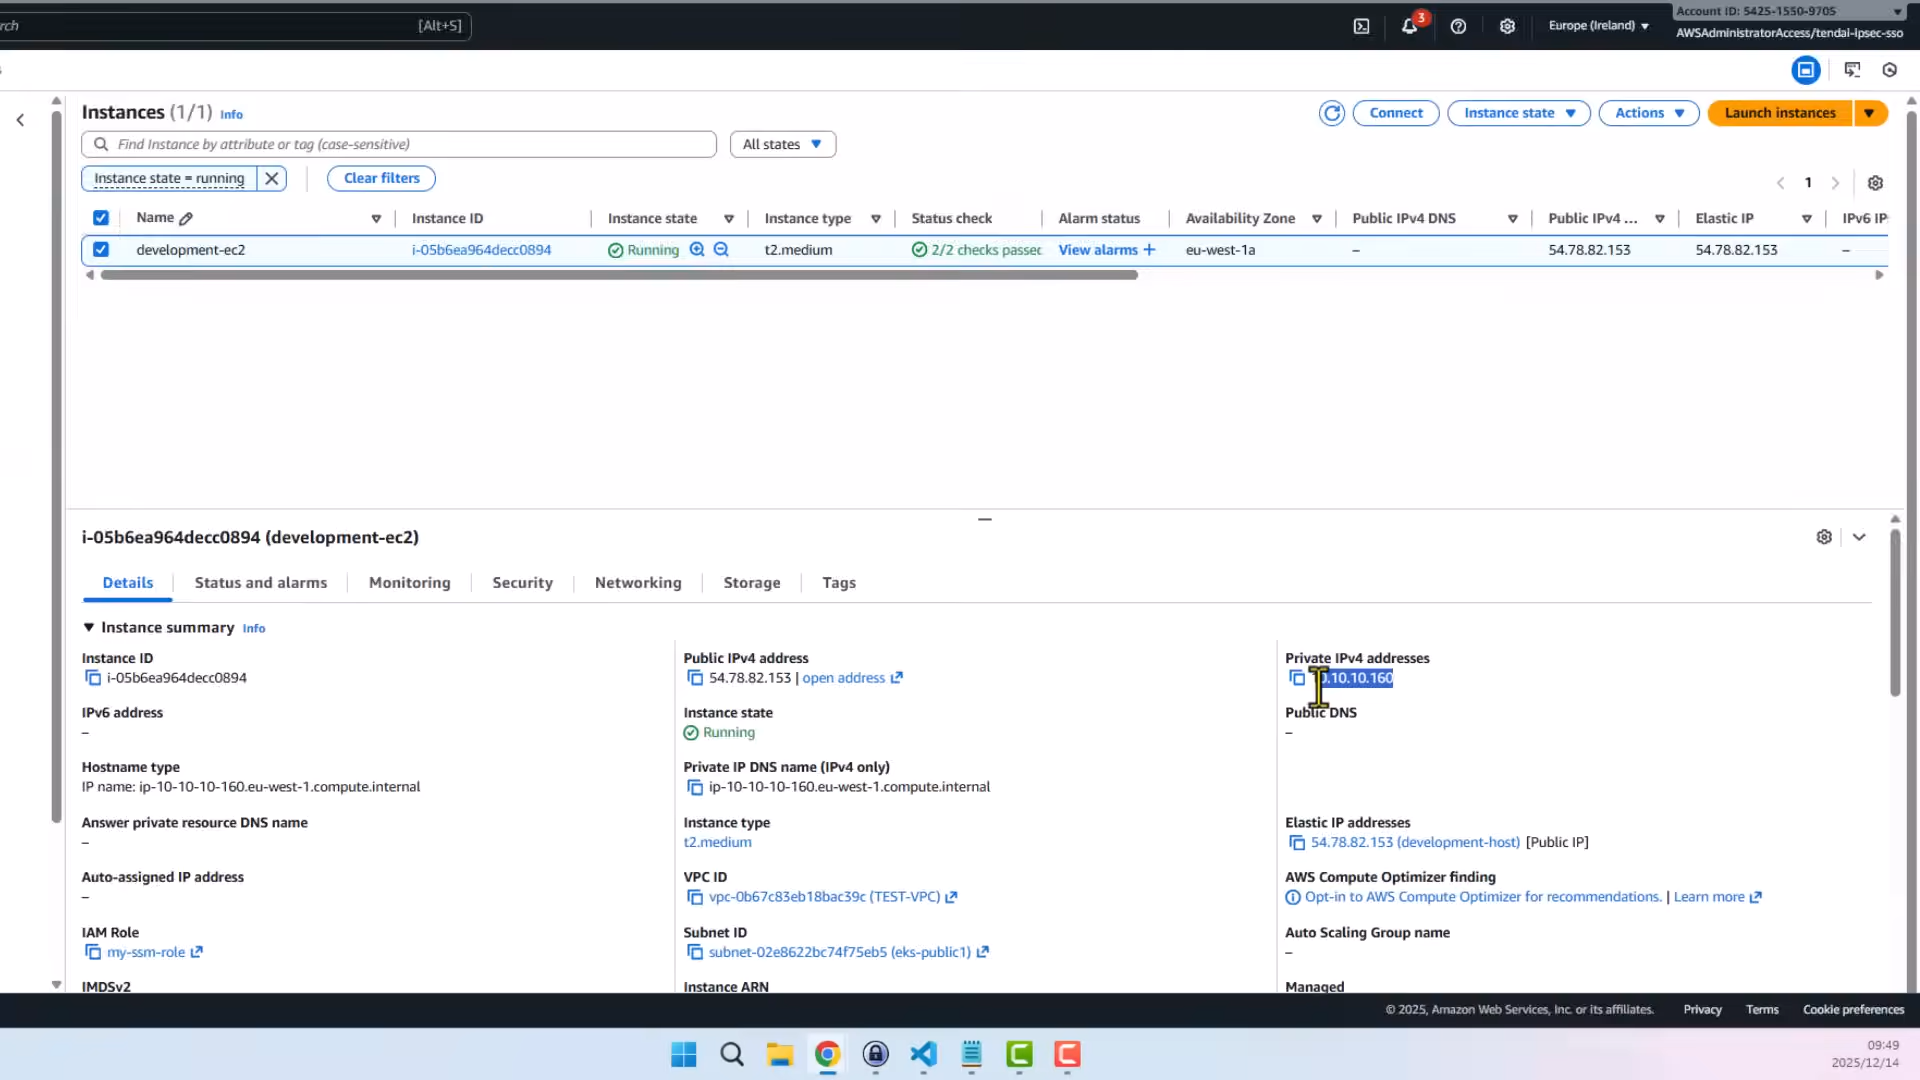 rch
[Alt+S]
3
Europe (Ireland)
Account ID: 5425-1550-9705
AWSAdministratorAccess/tendai-ipsec-sso
Instances (1/1) Info
Connect
Instance state
Actions
Launch instances
Find Instance by attribute or tag (case-sensitive)
All states
Instance state = running
Clear filters
1
Name Instance ID Instance state Instance type Status check Alarm status Availability Zone Public IPv4 DNS Public IPv4 ... Elastic IP IPv6 IP
development-ec2 i-05b6ea964decc0894 Running t2.medium 2/2 checks passec View alarms + eu-west-1a – 54.78.82.153 54.78.82.153 –
i-05b6ea964decc0894 (development-ec2)
Details Status and alarms Monitoring Security Networking Storage Tags
Instance summary Info
Instance ID
i-05b6ea964decc0894
Public IPv4 address
54.78.82.153 | open address
Private IPv4 addresses
10.10.10.160
IPv6 address
–
Instance state
Running
Public DNS
–
Hostname type
IP name: ip-10-10-10-160.eu-west-1.compute.internal
Private IP DNS name (IPv4 only)
ip-10-10-10-160.eu-west-1.compute.internal
Answer private resource DNS name
–
Instance type
t2.medium
Elastic IP addresses
54.78.82.153 (development-host) [Public IP]
Auto-assigned IP address
–
VPC ID
vpc-0b67c83eb18bac39c (TEST-VPC)
AWS Compute Optimizer finding
Opt-in to AWS Compute Optimizer for recommendations. | Learn more
IAM Role
my-ssm-role
Subnet ID
subnet-02e8622bc74f75eb5 (eks-public1)
Auto Scaling Group name
–
IMDSv2
Instance ARN
Managed
© 2025, Amazon Web Services, Inc. or its affiliates.
Privacy
Terms
Cookie preferences
09:49
2025/12/14